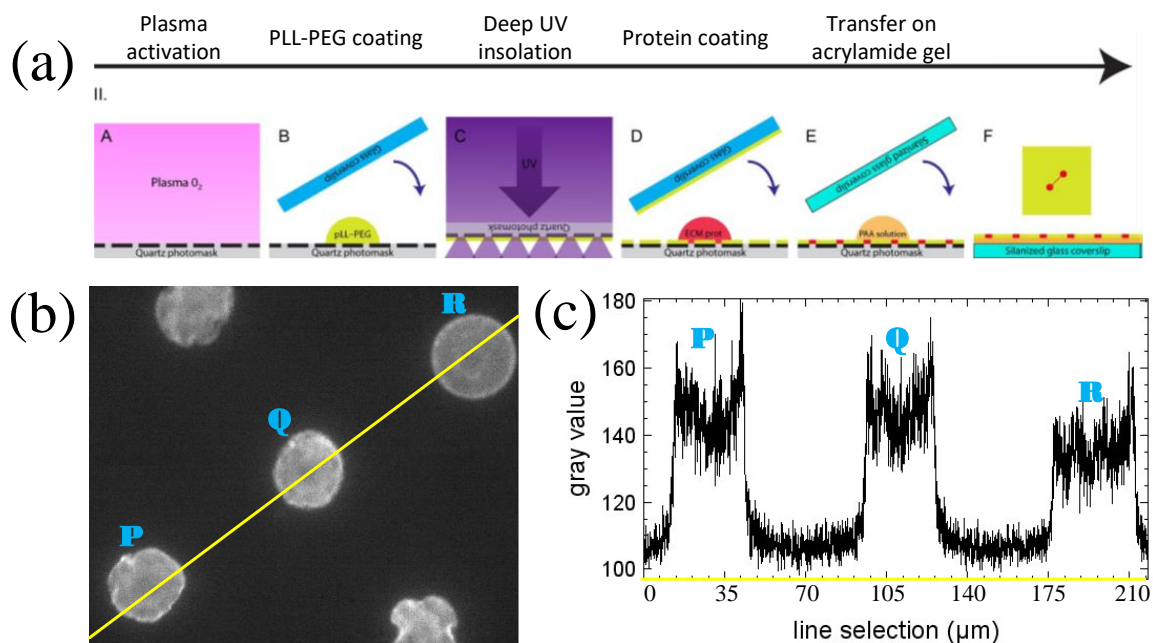 (a)
Plasma
activation
PLL-PEG coating
Deep UV
insolation
Protein coating
Transfer on
acrylamide gel
II.
A
Plasma O2
Quartz photomask
B
Glass coverslip
pLL-PEG
Quartz photomask
C
UV
Quartz photomask
D
Glass coverslip
ECM prot
Quartz photomask
E
Silanized glass coverslip
PAA solution
Quartz photomask
F
Silanized glass coverslip
(b)
R
Q
P
(c)
180
160
140
120
100
gray value
P
Q
R
0 35 70 105 140 175 210
line selection (µm)